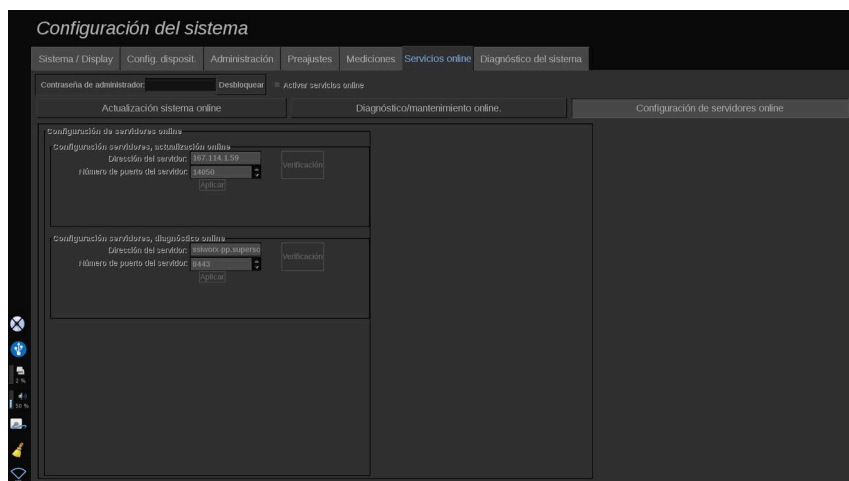 Configuración del sistema
Sistema / Display Config. disposit. Administración Preajustes Mediciones Servicios online Diagnóstico del sistema
Contraseña de administrador: Desbloquear Activar servicios online
Actualización sistema online Diagnóstico/mantenimiento online. Configuración de servidores online
Configuración de servidores online
Configuración servidores, actualización online
Dirección del servidor: 167.114.1.59
Verificación
Número de puerto del servidor: 14050
Aplicar
Configuración servidores, diagnóstico online
Dirección del servidor: ssiworx-pp.superso
Verificación
Número de puerto del servidor: 8443
Aplicar
2 %
50 %